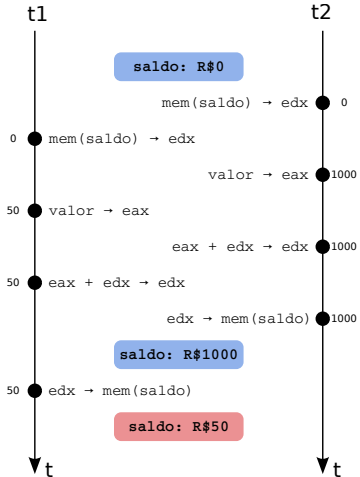 t1 t2
saldo: R$0
mem(saldo) → edx 0
0 mem(saldo) → edx
valor → eax 1000
50 valor → eax
eax + edx → edx 1000
50 eax + edx → edx
edx → mem(saldo) 1000
saldo: R$1000
50 edx → mem(saldo)
saldo: R$50
t t